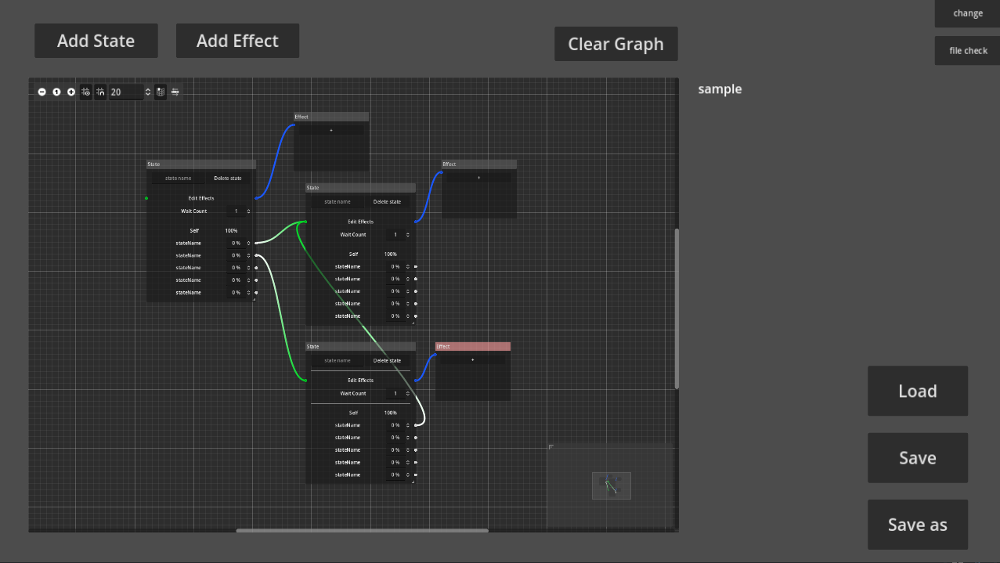 change
Add State
Add Effect
Clear Graph
file check
20
sample
Effect
+
State
state name Delete state
Edit Effects
Wait Count 1
Self 100%
stateName 0 %
stateName 0 %
stateName 0 %
stateName 0 %
stateName 0 %
State
state name Delete state
Edit Effects
Wait Count 1
Self 100%
stateName 0 %
stateName 0 %
stateName 0 %
stateName 0 %
stateName 0 %
Effect
+
State
state name Delete state
Edit Effects
Wait Count 1
Self 100%
stateName 0 %
stateName 0 %
stateName 0 %
stateName 0 %
stateName 0 %
Effect
+
Load
Save
Save as